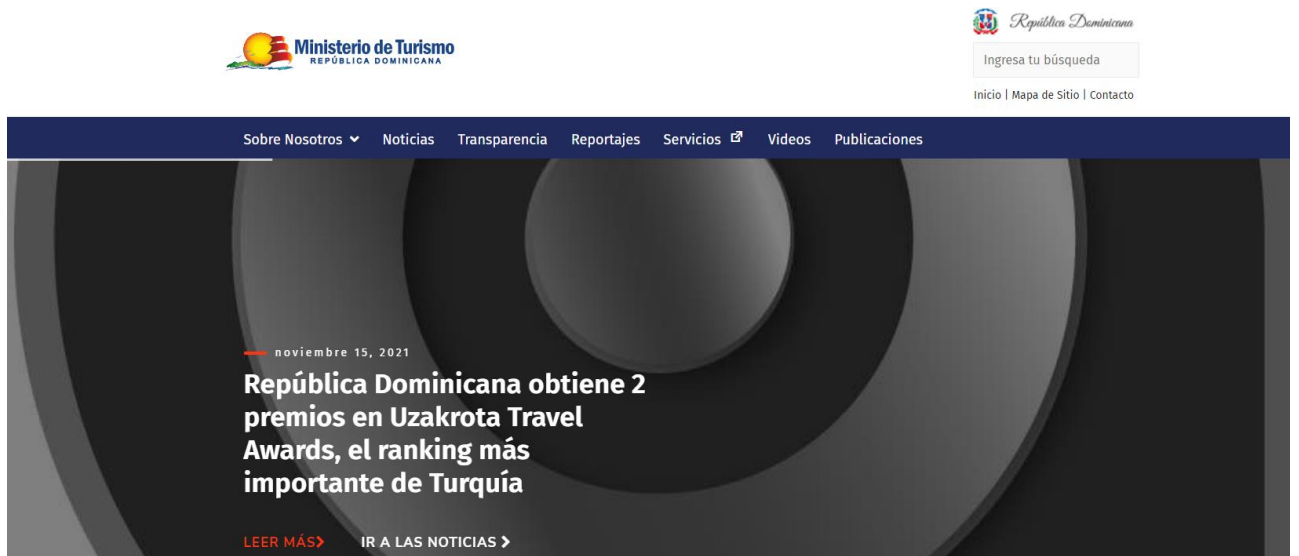 Ministerio de Turismo
REPÚBLICA DOMINICANA
República Dominicana
Ingresa tu búsqueda
Inicio | Mapa de Sitio | Contacto
Sobre Nosotros Noticias Transparencia Reportajes Servicios Videos Publicaciones
noviembre 15, 2021
República Dominicana obtiene 2
premios en Uzakrota Travel
Awards, el ranking más
importante de Turquía
LEER MÁS IR A LAS NOTICIAS